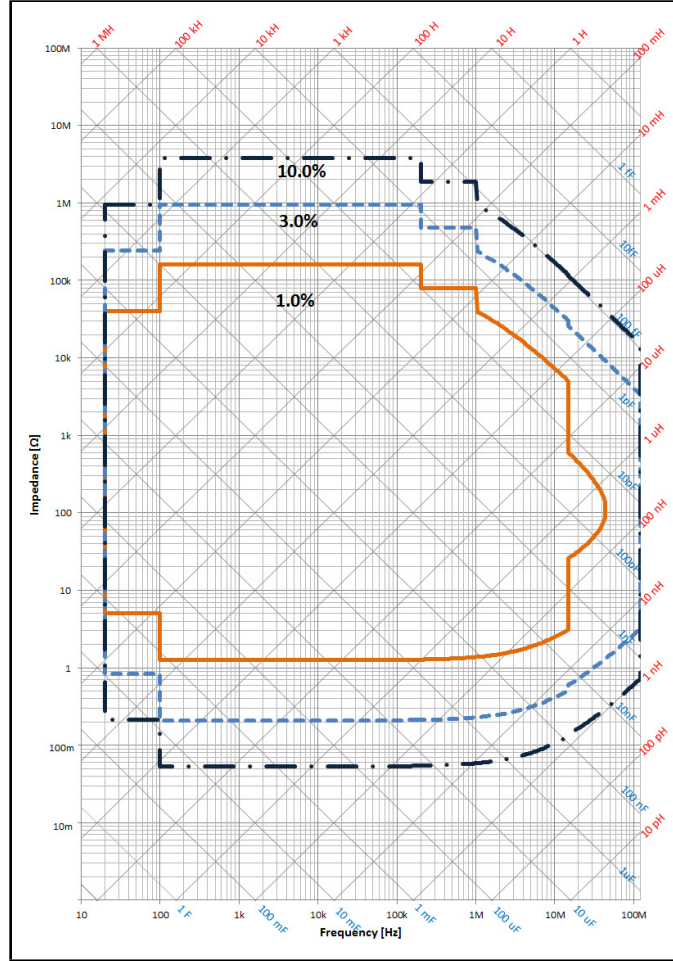 1 MH
100 kH
10 kH
1 kH
100 H
10 H
1 H
100 mH
100M
10M
1M
100k
10k
1k
100
10
1
100m
10m
Impedance [Ω]
10.0%
3.0%
1.0%
10 mH
1 mH
100 uH
10 uH
1 uH
100 nH
10 nH
1 nH
100 pH
10 pH
1 fF
10fF
100 fF
1pF
10pF
100pF
1nF
10nF
100 nF
1uF
1 F
100 mF
10 mF
1 mF
100 uF
10 uF
10
100
1k
10k
100k
1M
10M
100M
Frequency [Hz]